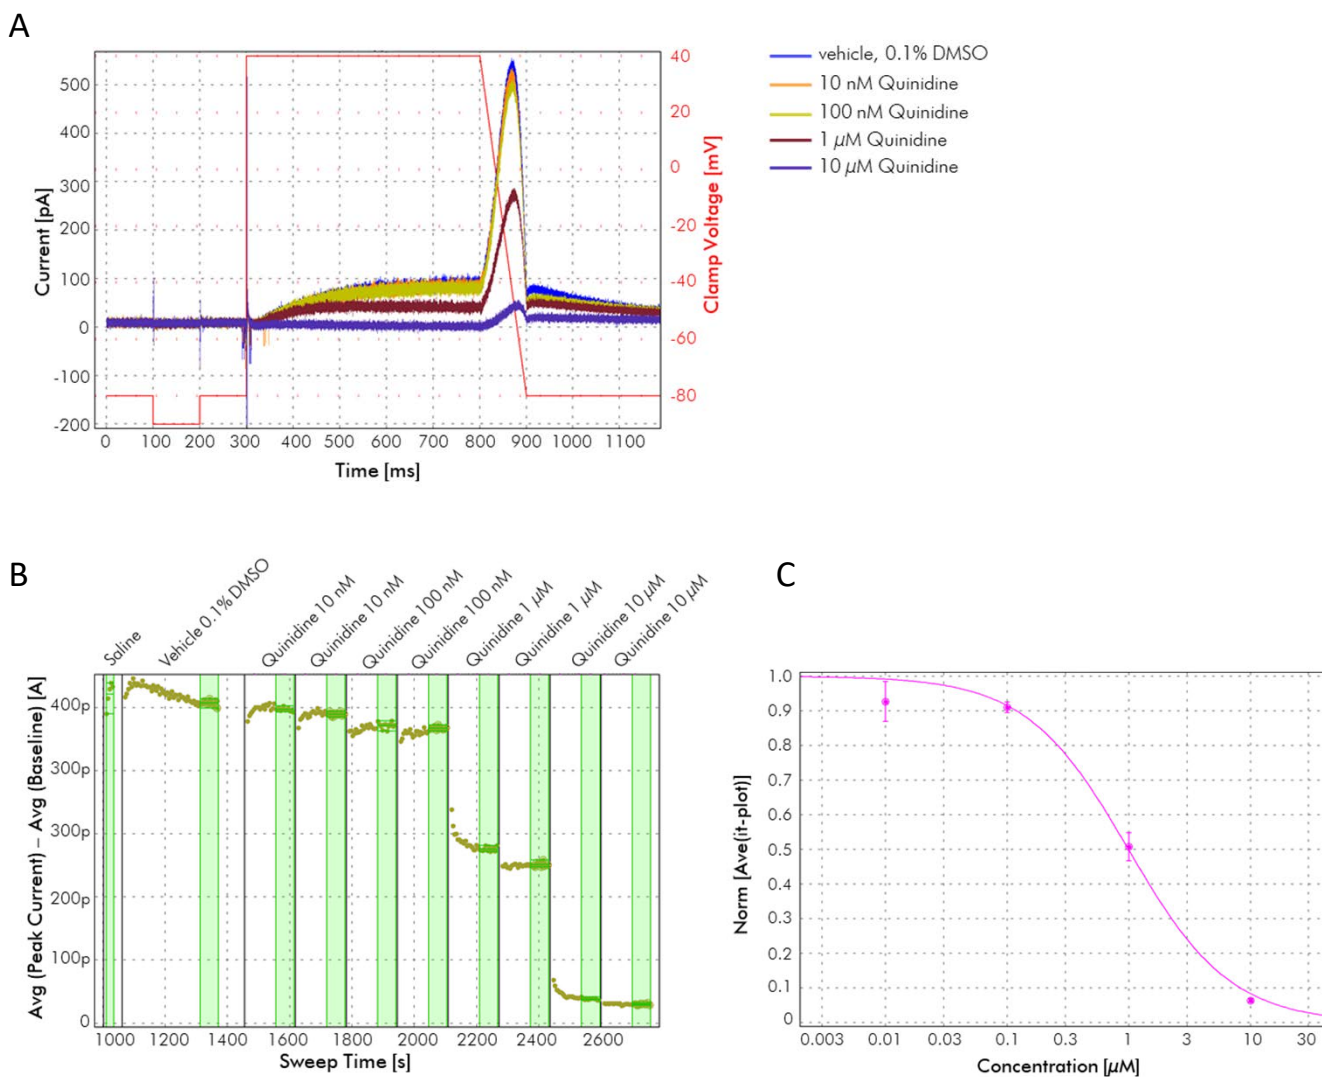 A
500
400
300
200
100
0
-100
-200
Current [pA]
40
20
0
-20
-40
-60
-80
Clamp Voltage [mV]
0 100 200 300 400 500 600 700 800 900 1000 1100
Time [ms]
vehicle, 0.1% DMSO
10 nM Quinidine
100 nM Quinidine
1 µM Quinidine
10 µM Quinidine
B
Saline
Vehicle 0.1% DMSO
Quinidine 10 nM
Quinidine 10 nM
Quinidine 100 nM
Quinidine 100 nM
Quinidine 1 µM
Quinidine 1 µM
Quinidine 10 µM
Quinidine 10 µM
Avg (Peak Current) – Avg (Baseline) [A]
400p
300p
300p
200p
100p
0
1000 1200 1400 1600 1800 2000 2200 2400 2600
Sweep Time [s]
C
Norm [Ave(it-plot)]
1.0
0.9
0.8
0.7
0.6
0.5
0.4
0.3
0.2
0.1
0
0.003 0.01 0.03 0.1 0.3 1 3 10 30
Concentration [µM]